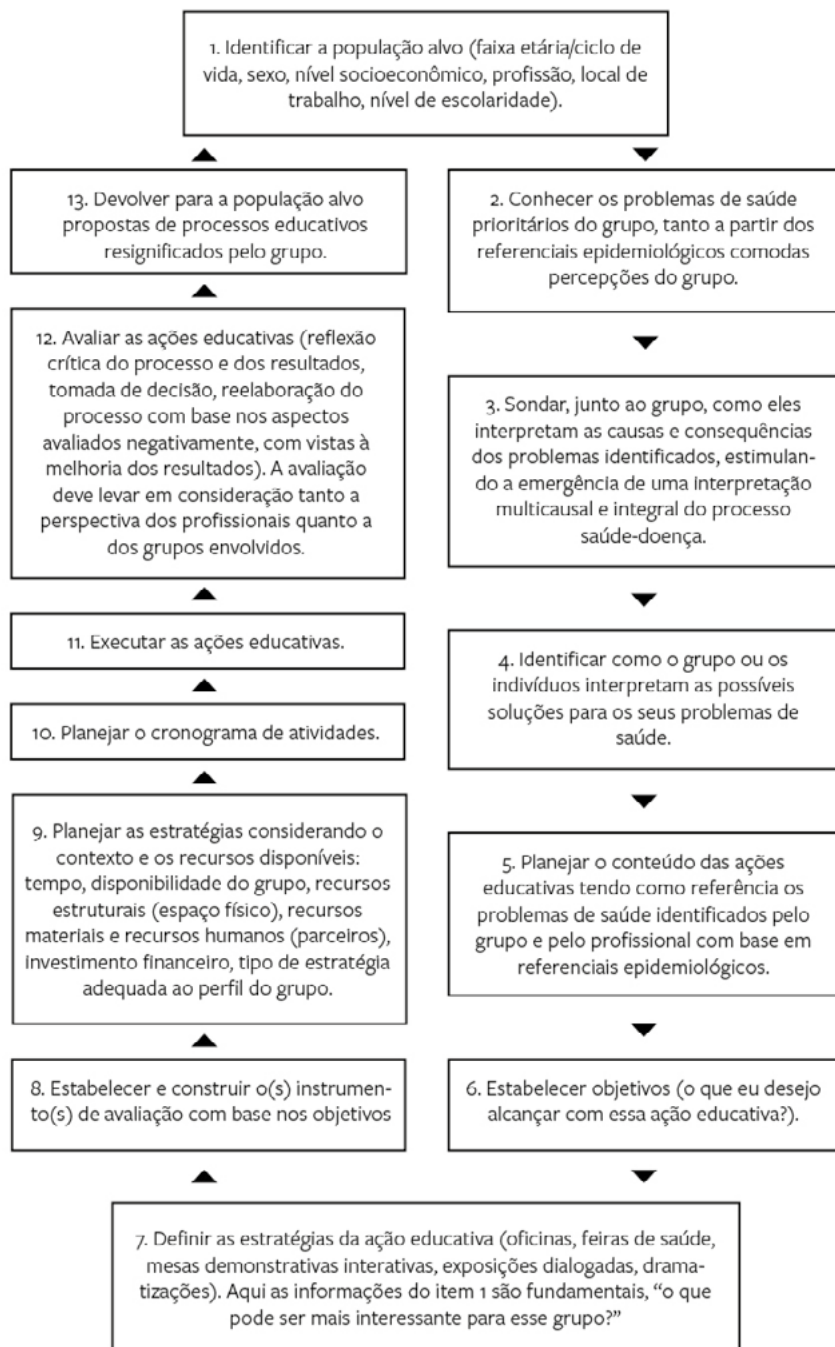 1. Identificar a população alvo (faixa etária/ciclo de
vida, sexo, nível socioeconômico, profissão, local de
trabalho, nível de escolaridade).
2. Conhecer os problemas de saúde
prioritários do grupo, tanto a partir dos
referenciais epidemiológicos comodas
percepções do grupo.
3. Sondar, junto ao grupo, como eles
interpretam as causas e consequências
dos problemas identificados, estimulan-
do a emergência de uma interpretação
multicausal e integral do processo
saúde-doença.
4. Identificar como o grupo ou os
indivíduos interpretam as possíveis
soluções para os seus problemas de
saúde.
5. Planejar o conteúdo das ações
educativas tendo como referência os
problemas de saúde identificados pelo
grupo e pelo profissional com base em
referenciais epidemiológicos.
6. Estabelecer objetivos (o que eu desejo
alcançar com essa ação educativa?).
7. Definir as estratégias da ação educativa (oficinas, feiras de saúde,
mesas demonstrativas interativas, exposições dialogadas, drama-
tizações). Aqui as informações do item 1 são fundamentais, “o que
pode ser mais interessante para esse grupo?”
8. Estabelecer e construir o(s) instrumen-
to(s) de avaliação com base nos objetivos
9. Planejar as estratégias considerando o
contexto e os recursos disponíveis:
tempo, disponibilidade do grupo, recursos
estruturais (espaço físico), recursos
materiais e recursos humanos (parceiros),
investimento financeiro, tipo de estratégia
adequada ao perfil do grupo.
10. Planejar o cronograma de atividades.
11. Executar as ações educativas.
12. Avaliar as ações educativas (reflexão
crítica do processo e dos resultados,
tomada de decisão, reelaboração do
processo com base nos aspectos
avaliados negativamente, com vistas à
melhoria dos resultados). A avaliação
deve levar em consideração tanto a
perspectiva dos profissionais quanto a
dos grupos envolvidos.
13. Devolver para a população alvo
propostas de processos educativos
resignificados pelo grupo.